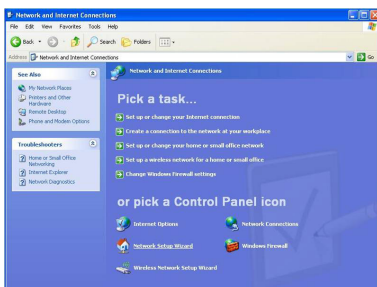 Network and Internet Connections
File Edit View Favorites Tools Help
Back Search Folders
Address Network and Internet Connections Go
See Also
My Network Places
Printers and Other Hardware
Remote Desktop
Phone and Modem Options
Troubleshooters
Home or Small Office Networking
Internet Explorer
Network Diagnostics
Network and Internet Connections
Pick a task...
Set up or change your Internet connection
Create a connection to the network at your workplace
Set up or change your home or small office network
Set up a wireless network for a home or small office
Change Windows Firewall settings
or pick a Control Panel icon
Internet Options
Network Connections
Network Setup Wizard
Windows Firewall
Wireless Network Setup Wizard